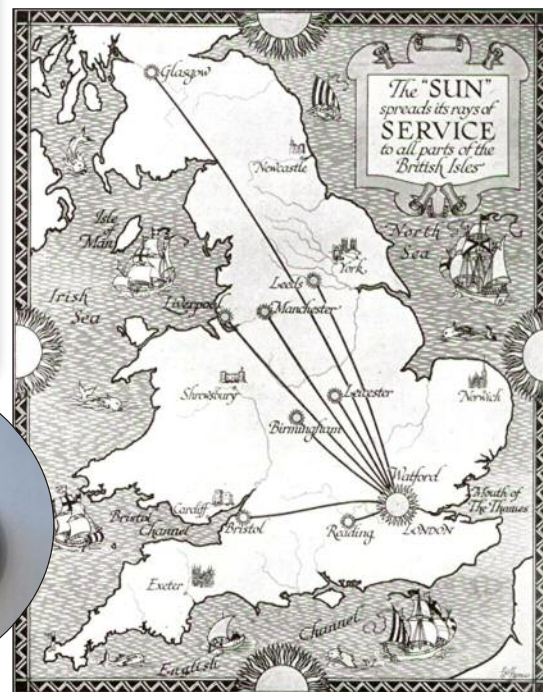 The "SUN"
spreads its rays of
SERVICE
to all parts of the
British Isles
Glasgow
Newcastle
Isle of
Man
North
Sea
York
Leeds
Irish
Sea
Liverpool
Manchester
Shrewsbury
Leicester
Norwich
Birmingham
Watford
Mouth of
The Thames
Cardiff
Bristol
Channel
Bristol
Reading
LONDON
Exeter
English
Channel